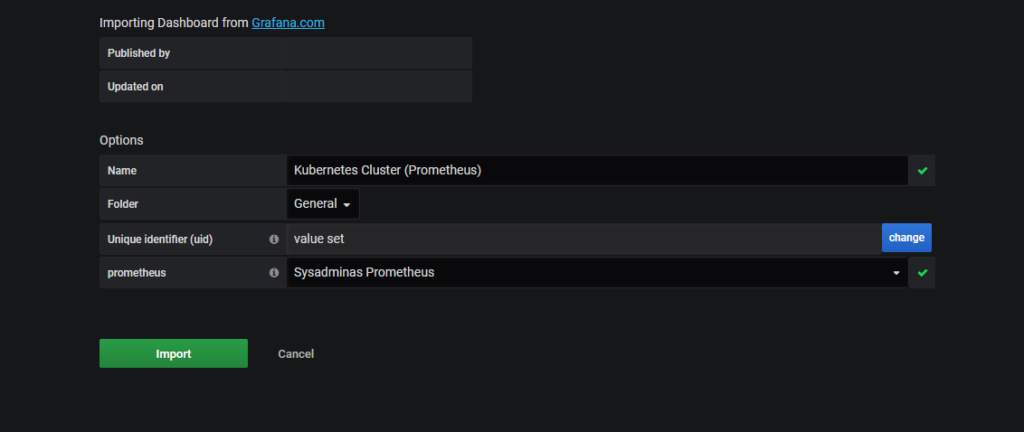 Importing Dashboard from Grafana.com
Published by
Updated on
Options
Name Kubernetes Cluster (Prometheus)
Folder General
Unique identifier (uid) value set change
prometheus Sysadminas Prometheus
Import Cancel